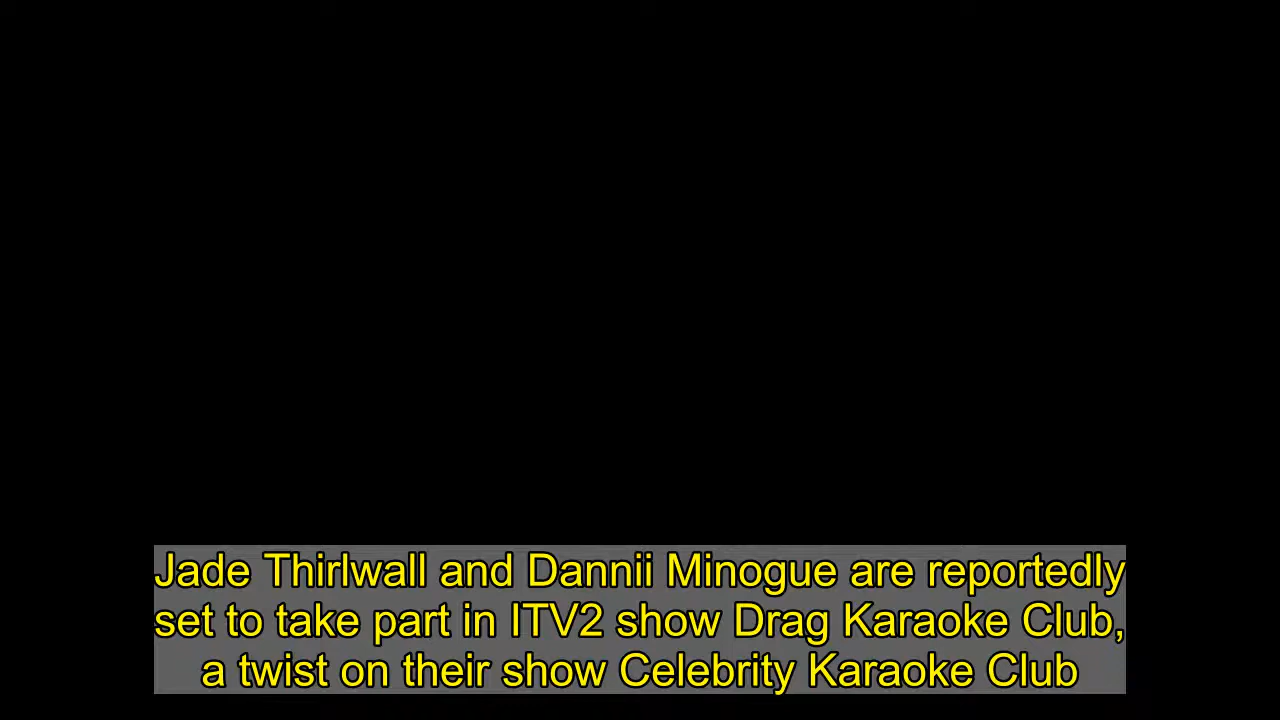 Jade Thirlwall and Dannii Minogue are reportedly
set to take part in ITV2 show Drag Karaoke Club,
a twist on their show Celebrity Karaoke Club